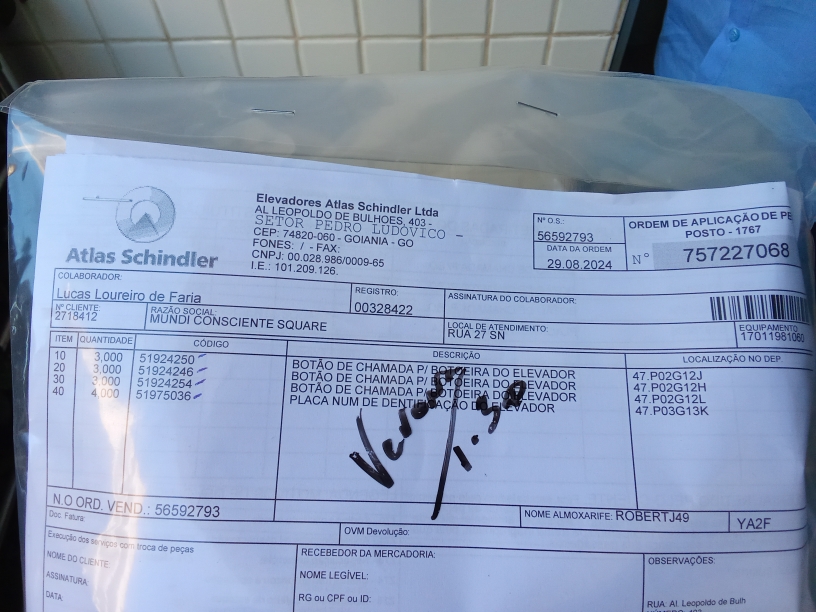 Atlas Schindler
Elevadores Atlas Schindler Ltda
AL LEOPOLDO DE BULHOES, 403 -
SETOR PEDRO LUDOVICO -
CEP: 74820-060 - GOIANIA - GO
FONES: / - FAX:
CNPJ: 00.028.986/0009-65
I.E.: 101.209.126.
Nº O.S.:
56592793
DATA DA ORDEM
29.08.2024
ORDEM DE APLICAÇÃO DE PE
POSTO - 1767
N° 757227068
COLABORADOR:
Lucas Loureiro de Faria
REGISTRO:
00328422
ASSINATURA DO COLABORADOR:
Nº CLIENTE:
2718412
RAZÃO SOCIAL:
MUNDI CONSCIENTE SQUARE
LOCAL DE ATENDIMENTO:
RUA 27 SN
EQUIPAMENTO
17011981060
ITEM QUANTIDADE CÓDIGO DESCRIÇÃO LOCALIZAÇÃO NO DEP
10 3,000 51924250 BOTÃO DE CHAMADA P/ BOTOEIRA DO ELEVADOR 47.P02G12J
20 3,000 51924246 BOTÃO DE CHAMADA P/ BOTOEIRA DO ELEVADOR 47.P02G12H
30 3,000 51924254 BOTÃO DE CHAMADA P/ BOTOEIRA DO ELEVADOR 47.P02G12L
40 4,000 51975036 PLACA NUM DE DENTIFICAÇÃO DO ELEVADOR 47.P03G13K
N.O ORD. VEND.: 56592793
NOME ALMOXARIFE: ROBERTJ49
YA2F
Doc. Fatura:
OVM Devolução:
Execução dos serviços com troca de peças
NOME DO CLIENTE:
ASSINATURA:
DATA:
RECEBEDOR DA MERCADORIA:
NOME LEGÍVEL:
RG ou CPF ou ID:
OBSERVAÇÕES:
RUA: Al. Leopoldo de Bulh